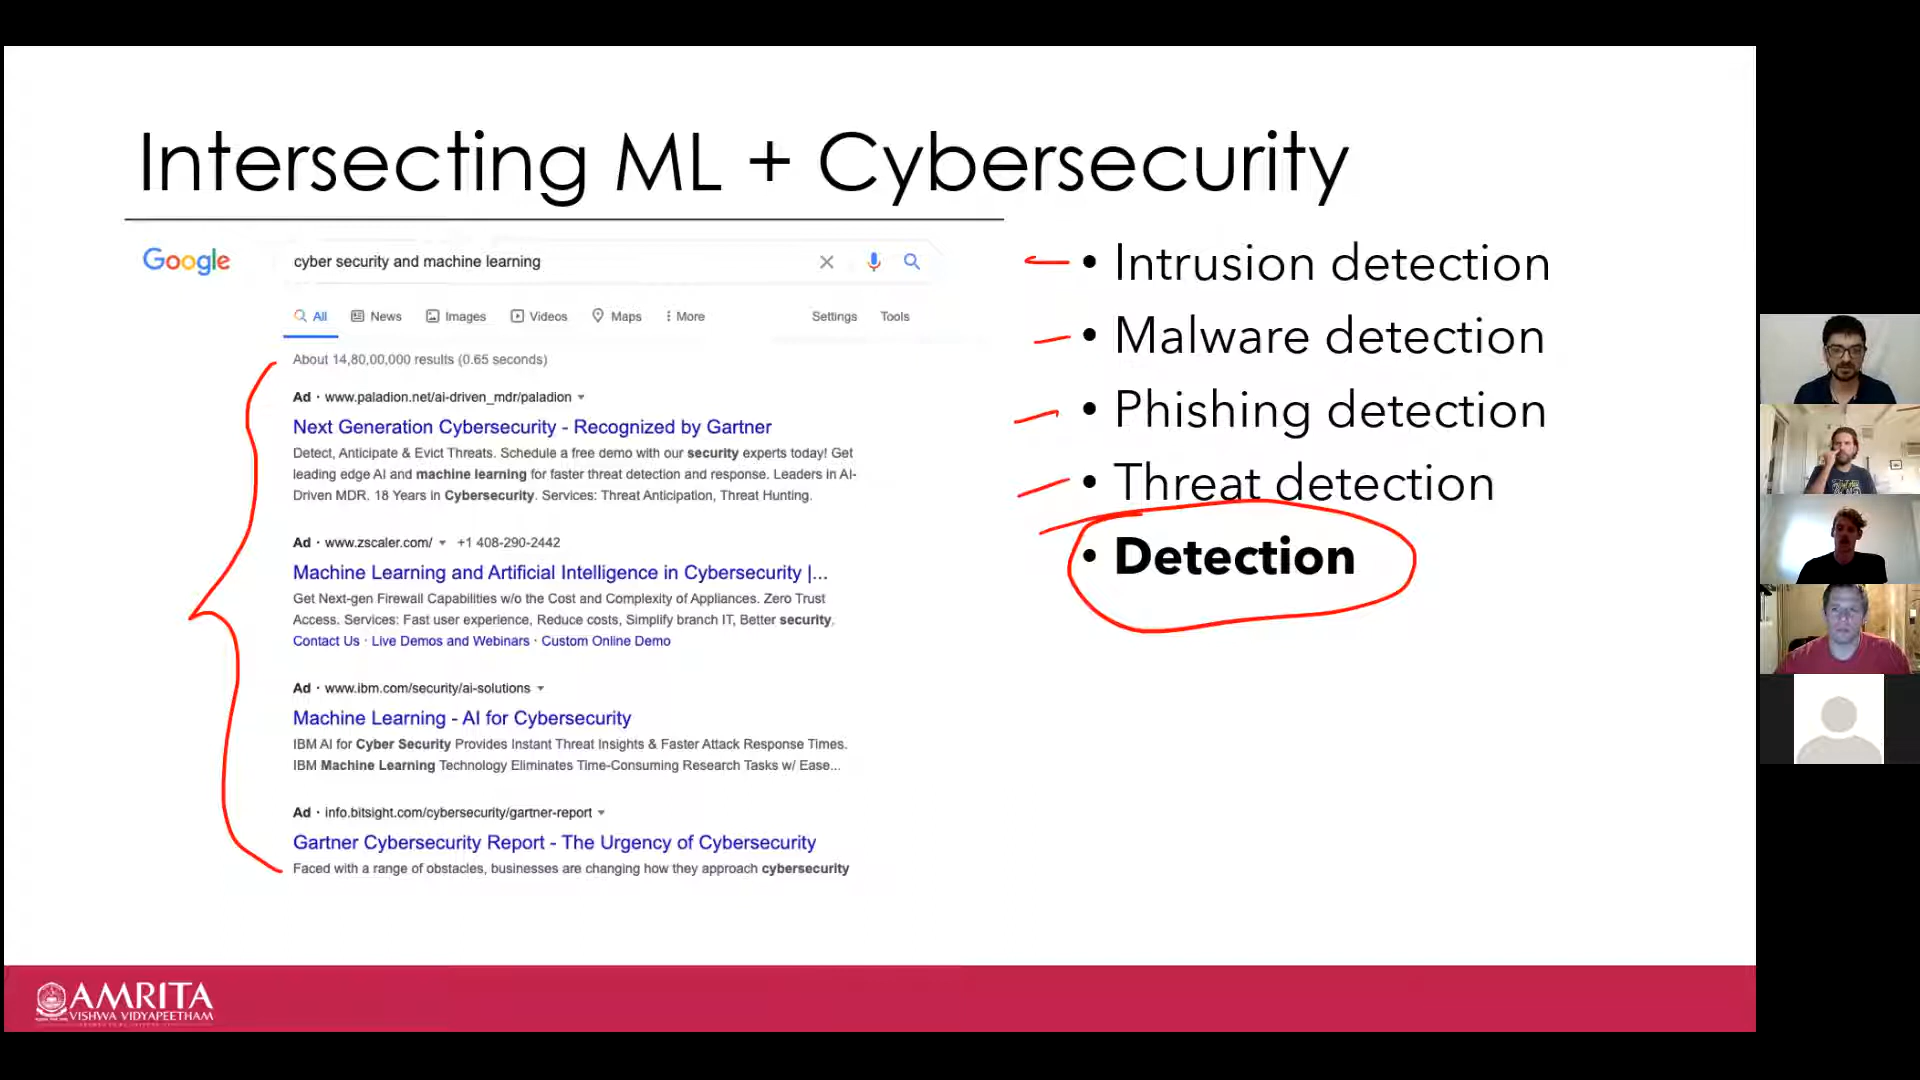 Intersecting ML + Cybersecurity
Google
cyber security and machine learning
All News Images Videos Maps More Settings Tools
About 14,80,00,000 results (0.65 seconds)
Ad · www.paladion.net/ai-driven_mdr/paladion
Next Generation Cybersecurity - Recognized by Gartner
Detect, Anticipate & Evict Threats. Schedule a free demo with our security experts today! Get
leading edge AI and machine learning for faster threat detection and response. Leaders in AI-
Driven MDR. 18 Years in Cybersecurity. Services: Threat Anticipation, Threat Hunting.
Ad · www.zscaler.com/ +1 408-290-2442
Machine Learning and Artificial Intelligence in Cybersecurity |...
Get Next-gen Firewall Capabilities w/o the Cost and Complexity of Appliances. Zero Trust
Access. Services: Fast user experience, Reduce costs, Simplify branch IT, Better security.
Contact Us · Live Demos and Webinars · Custom Online Demo
Ad · www.ibm.com/security/ai-solutions
Machine Learning - AI for Cybersecurity
IBM AI for Cyber Security Provides Instant Threat Insights & Faster Attack Response Times.
IBM Machine Learning Technology Eliminates Time-Consuming Research Tasks w/ Ease...
Ad · info.bitsight.com/cybersecurity/gartner-report
Gartner Cybersecurity Report - The Urgency of Cybersecurity
Faced with a range of obstacles, businesses are changing how they approach cybersecurity
• Intrusion detection
• Malware detection
• Phishing detection
• Threat detection
• Detection
AMRITA
VISHWA VIDYAPEETHAM